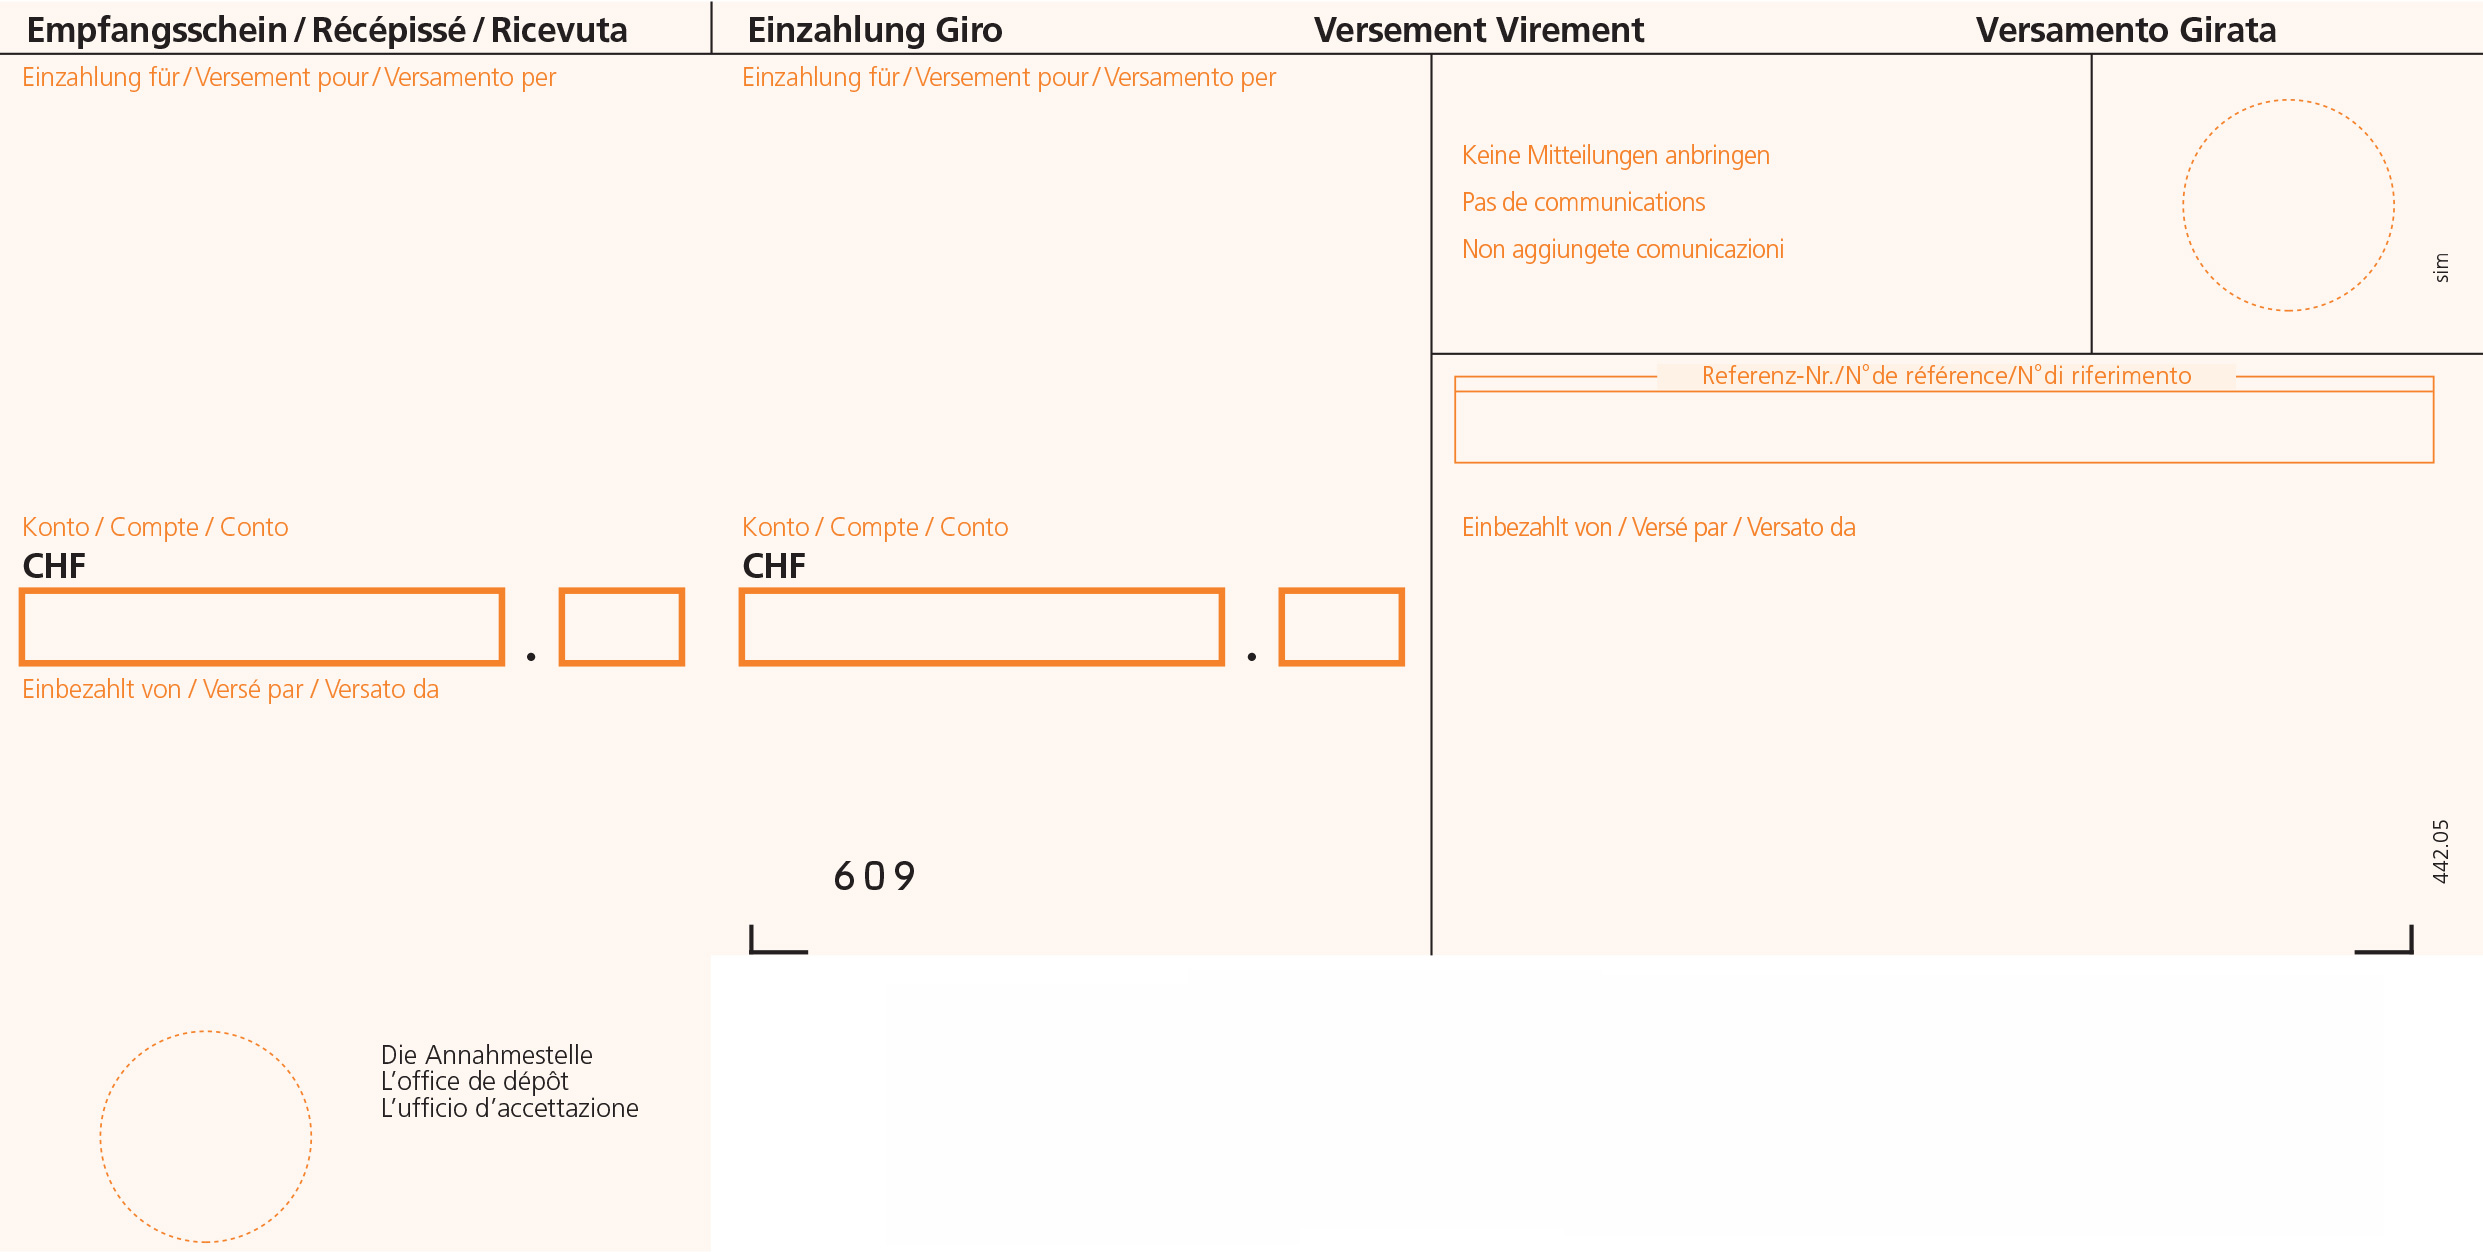 Empfangsschein / Récépissé / Ricevuta
Einzahlung für / Versement pour / Versamento per
Konto / Compte / Conto
CHF
.
Einbezahlt von / Versé par / Versato da
Die Annahmestelle
L’office de dépôt
L’ufficio d’accettazione
Einzahlung Giro
Versement Virement
Versamento Girata
Einzahlung für / Versement pour / Versamento per
Konto / Compte / Conto
CHF
.
609
Keine Mitteilungen anbringen
Pas de communications
Non aggiungete comunicazioni
sim
Referenz-Nr./N° de référence/N° di riferimento
Einbezahlt von / Versé par / Versato da
442.05